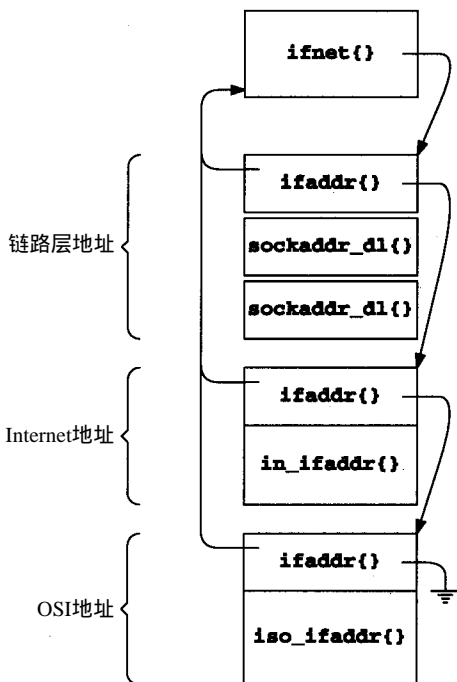 ifnet{}
链路层地址
ifaddr{}
sockaddr_dl{}
sockaddr_dl{}
Internet地址
ifaddr{}
in_ifaddr{}
OSI地址
ifaddr{}
iso_ifaddr{}